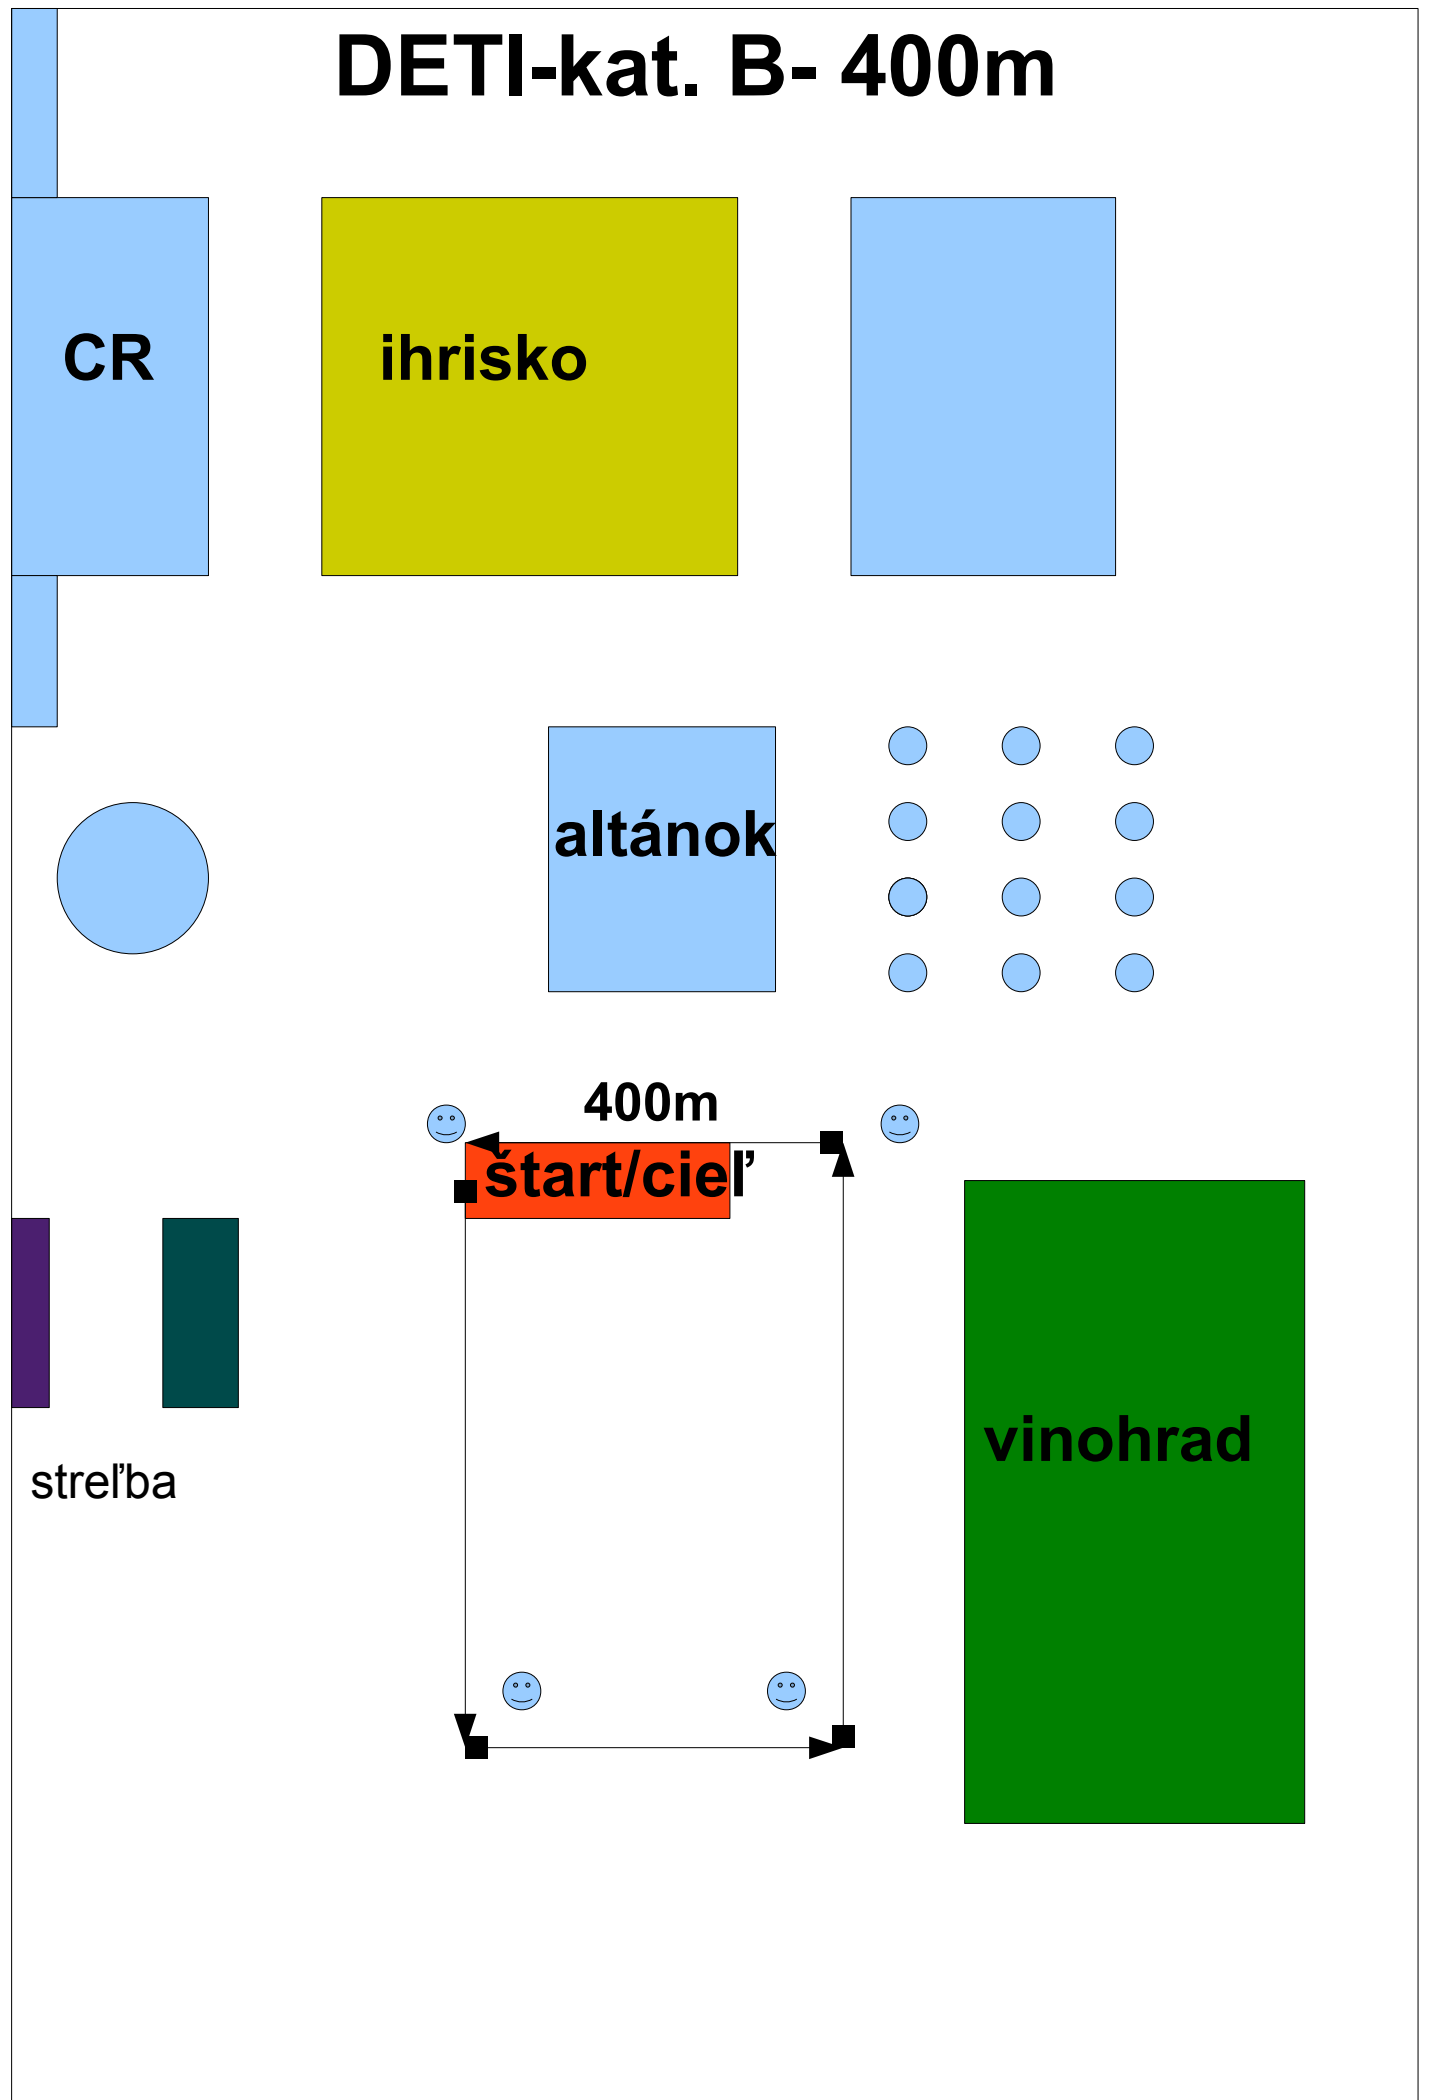 DETI-kat. B- 400m
CR
ihrisko
altánok
400m
štart/cieľ
vinohrad
streľba